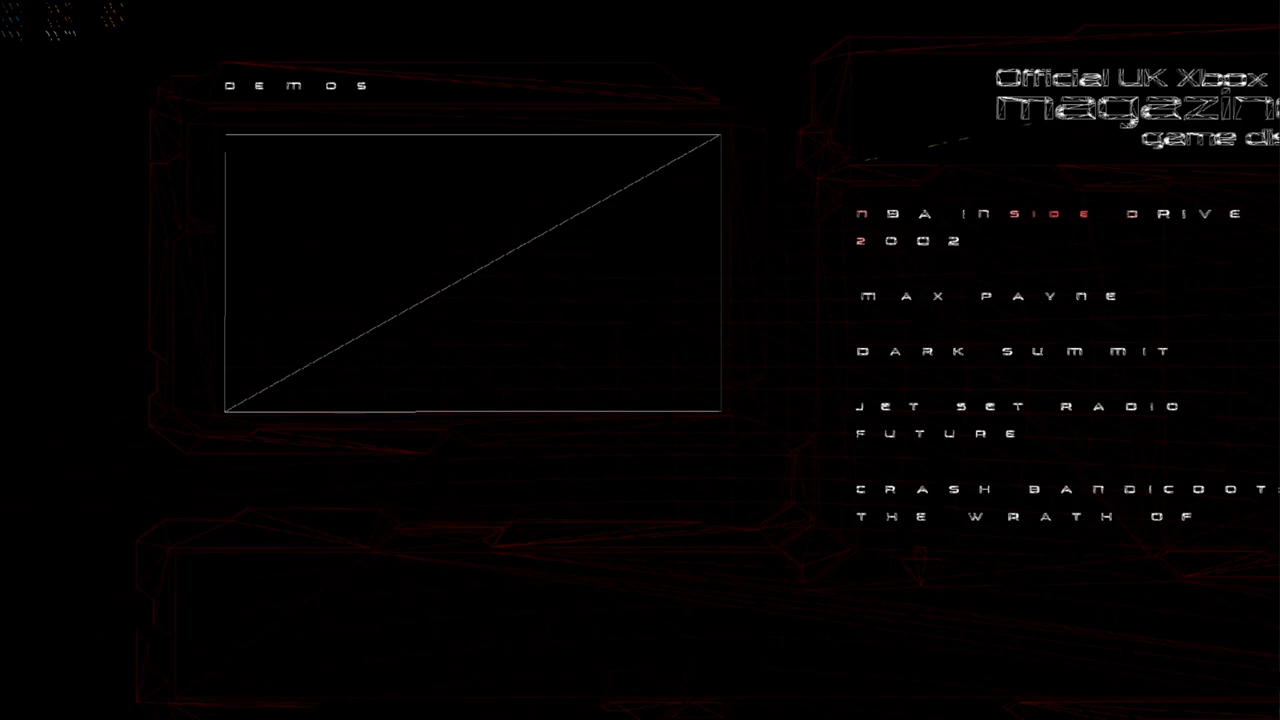 DEMOS
Official UK Xbox
game
NBA INSIDE DRIVE
2002
MAX PAYNE
DARK SUMMIT
JET SET RADIO
FUTURE
CRASH BANDICOOT:
THE WRATH OF